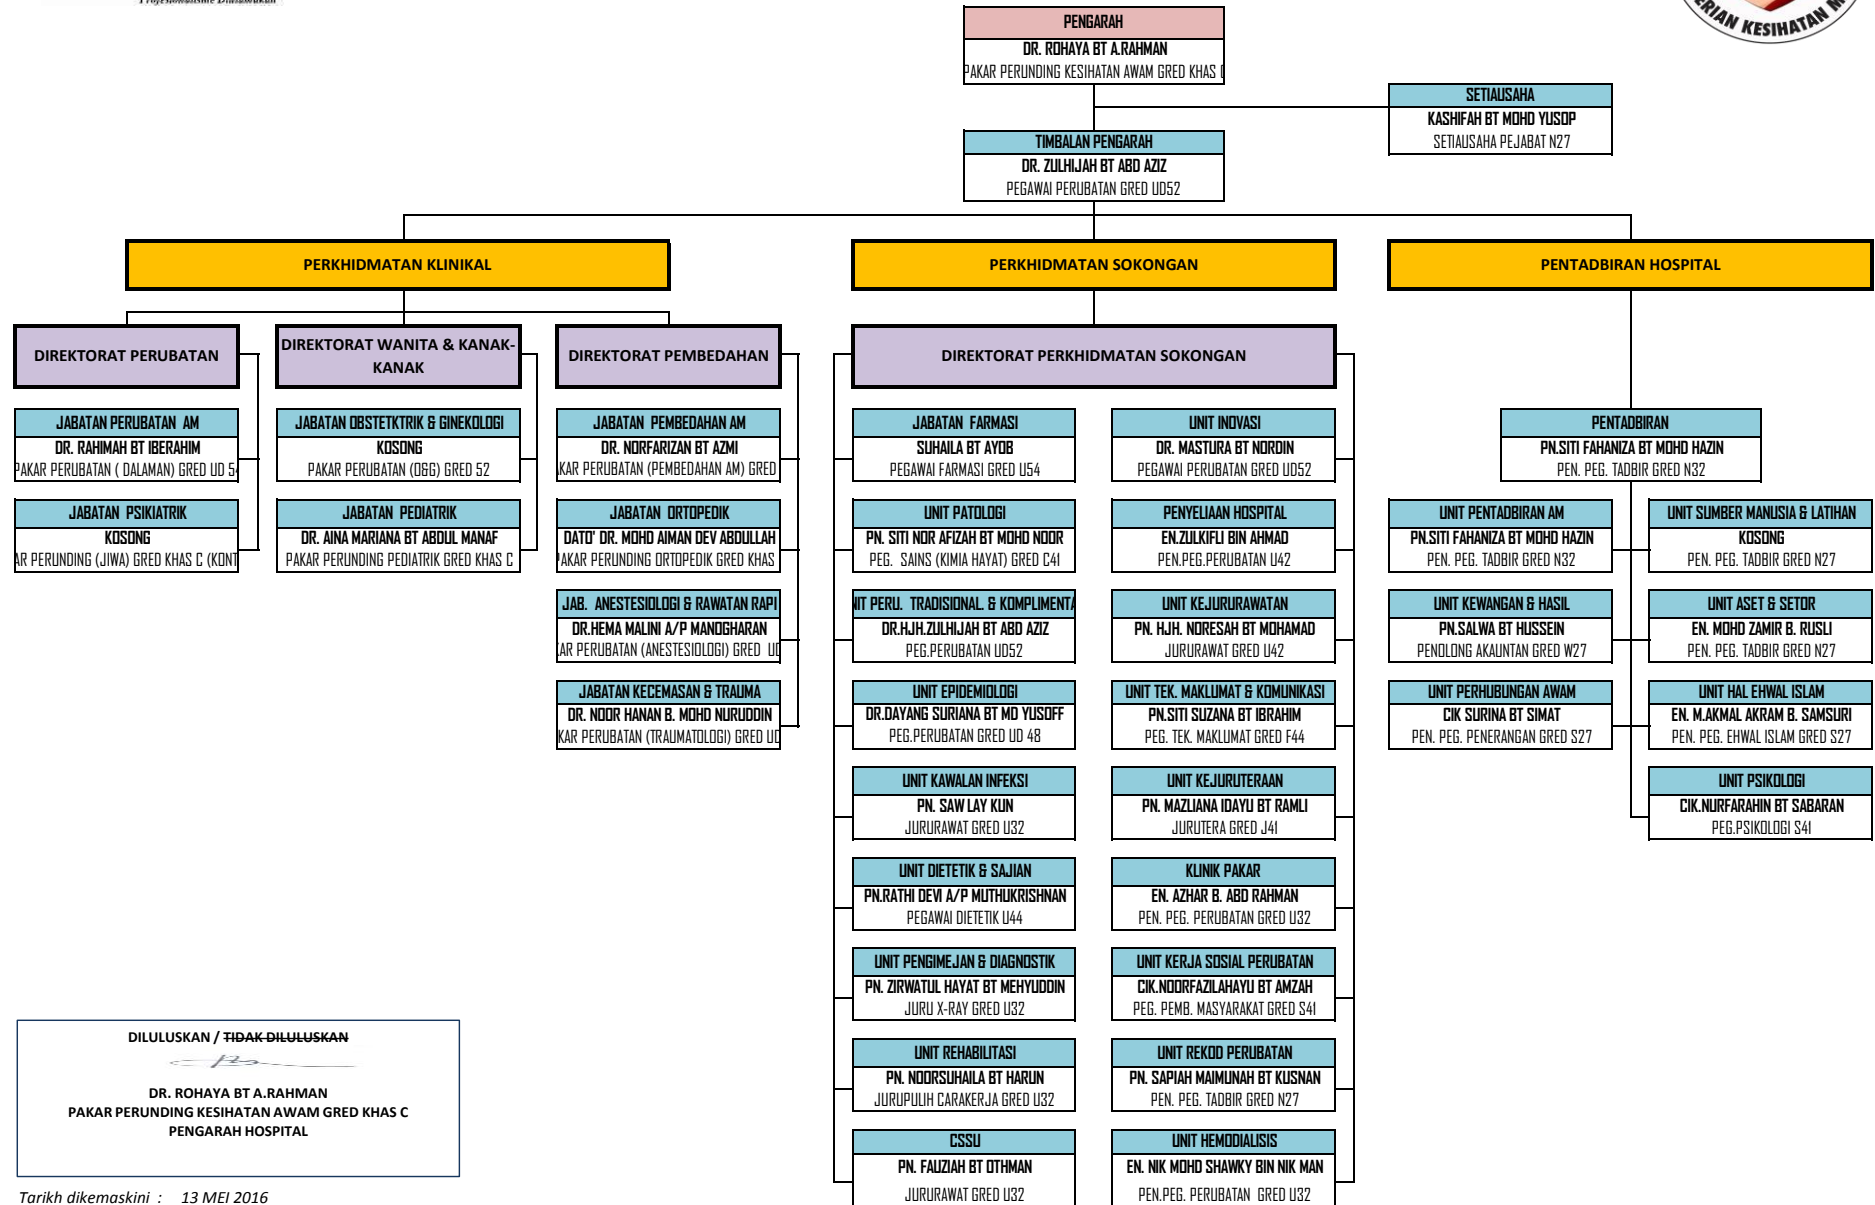 Profesionalisme Diutamakan
KESIHATAN
PENGARAH
DR. ROHAYA BT A.RAHMAN
PAKAR PERUNDING KESIHATAN AWAM GRED KHAS
SETIAUSAHA
KASHIFAH BT MOHD YUSOP
SETIAUSAHA PEJABAT N27
TIMBALAN PENGARAH
DR. ZULHIJAH BT ABD AZIZ
PEGAWAI PERUBATAN GRED UD52
PERKHIDMATAN KLINIKAL
PERKHIDMATAN SOKONGAN
PENTADBIRAN HOSPITAL
DIREKTORAT PERUBATAN
DIREKTORAT WANITA & KANAK-
KANAK
DIREKTORAT PEMBEDAHAN
DIREKTORAT PERKHIDMATAN SOKONGAN
JABATAN PERUBATAN AM
DR. RAHIMAH BT IBERAHIM
PAKAR PERUBATAN ( DALAMAN) GRED UD
JABATAN PSIKIATRIK
KOSONG
PERUNDING (JIWA) GRED KHAS C
JABATAN OBSTETKTRIK & GINEKOLOGI
KOSONG
PAKAR PERUBATAN (O&G) GRED 52
JABATAN PEDIATRIK
DR. AINA MARIANA BT ABDUL MANAF
PAKAR PERUNDING PEDIATRIK GRED KHAS C
JABATAN PEMBEDAHAN AM
DR. NORFARIZAN BT AZMI
PERUBATAN (PEMBEDAHAN AM) GRED
JABATAN ORTOPEDIK
DATO' DR. MOHD AIMAN DEV ABDULLAH
PAKAR PERUNDING ORTOPEDIK GRED KHAS
JAB. ANESTESIOLOGI & RAWATAN RAPI
DR.HEMA MALINI A/P MANOGHARAN
PERUBATAN (ANESTESIOLOGI) GRED
JABATAN KECEMASAN & TRAUMA
DR. NOOR HANAN B. MOHD NURUDDIN
PERUBATAN (TRAUMATOLOGI) GRED
JABATAN FARMASI
SUHAILA BT AYOB
PEGAWAI FARMASI GRED U54
UNIT PATOLOGI
PN. SITI NOR AFIZAH BT MOHD NOOR
PEG. SAINS (KIMIA HAYAT) GRED C41
PERU. TRADISIONAL. & KOMPLIMENTA
DR.HJH.ZULHIJAH BT ABD AZIZ
PEG.PERUBATAN UD52
UNIT EPIDEMIOLOGI
DR.DAYANG SURIANA BT MD YUSOFF
PEG.PERUBATAN GRED UD 48
UNIT KAWALAN INFEKSI
PN. SAW LAY KUN
JURURAWAT GRED U32
UNIT DIETETIK & SAJIAN
PN.RATHI DEVI A/P MUTHUKRISHNAN
PEGAWAI DIETETIK U44
UNIT PENGIMEJAN & DIAGNOSTIK
PN. ZIRWATUL HAYAT BT MEHYUDDIN
JURU X-RAY GRED U32
UNIT REHABILITASI
PN. NOORSUHAILA BT HARUN
JURUPULIH CARAKERJA GRED U32
CSSU
PN. FAUZIAH BT OTHMAN
JURURAWAT GRED U32
UNIT INOVASI
DR. MASTURA BT NORDIN
PEGAWAI PERUBATAN GRED UD52
PENYELIAAN HOSPITAL
EN.ZULKIFLI BIN AHMAD
PEN.PEG.PERUBATAN U42
UNIT KEJURURAWATAN
PN. HJH. NORESAH BT MOHAMAD
JURURAWAT GRED U42
UNIT TEK. MAKLUMAT & KOMUNIKASI
PN.SITI SUZANA BT IBRAHIM
PEG. TEK. MAKLUMAT GRED F44
UNIT KEJURUTERAAN
PN. MAZLIANA IDAYU BT RAMLI
JURUTERA GRED J41
KLINIK PAKAR
EN. AZHAR B. ABD RAHMAN
PEN. PEG. PERUBATAN GRED U32
UNIT KERJA SOSIAL PERUBATAN
CIK.NOORFAZILAHAYU BT AMZAH
PEG. PEMB. MASYARAKAT GRED S41
UNIT REKOD PERUBATAN
PN. SAPIAH MAIMUNAH BT KUSNAN
PEN. PEG. TADBIR GRED N27
UNIT HEMODIALISIS
EN. NIK MOHD SHAWKY BIN NIK MAN
PEN.PEG. PERUBATAN GRED U32
PENTADBIRAN
PN.SITI FAHANIZA BT MOHD HAZIN
PEN. PEG. TADBIR GRED N32
UNIT PENTADBIRAN AM
PN.SITI FAHANIZA BT MOHD HAZIN
PEN. PEG. TADBIR GRED N32
UNIT KEWANGAN & HASIL
PN.SALWA BT HUSSEIN
PENOLONG AKAUNTAN GRED W27
UNIT PERHUBUNGAN AWAM
CIK SURINA BT SIMAT
PEN. PEG. PENERANGAN GRED S27
UNIT SUMBER MANUSIA & LATIHAN
KOSONG
PEN. PEG. TADBIR GRED N27
UNIT ASET & SETOR
EN. MOHD ZAMIR B. RUSLI
PEN. PEG. TADBIR GRED N27
UNIT HAL EHWAL ISLAM
EN. M.AKMAL AKRAM B. SAMSURI
PEN. PEG. EHWAL ISLAM GRED S27
UNIT PSIKOLOGI
CIK.NURFARAHIN BT SABARAN
PEG.PSIKOLOGI S41
DILULUSKAN / TIDAK DILULUSKAN
DR. ROHAYA BT A.RAHMAN
PAKAR PERUNDING KESIHATAN AWAM GRED KHAS C
PENGARAH HOSPITAL
Tarikh dikemaskini : 13 MEI 2016